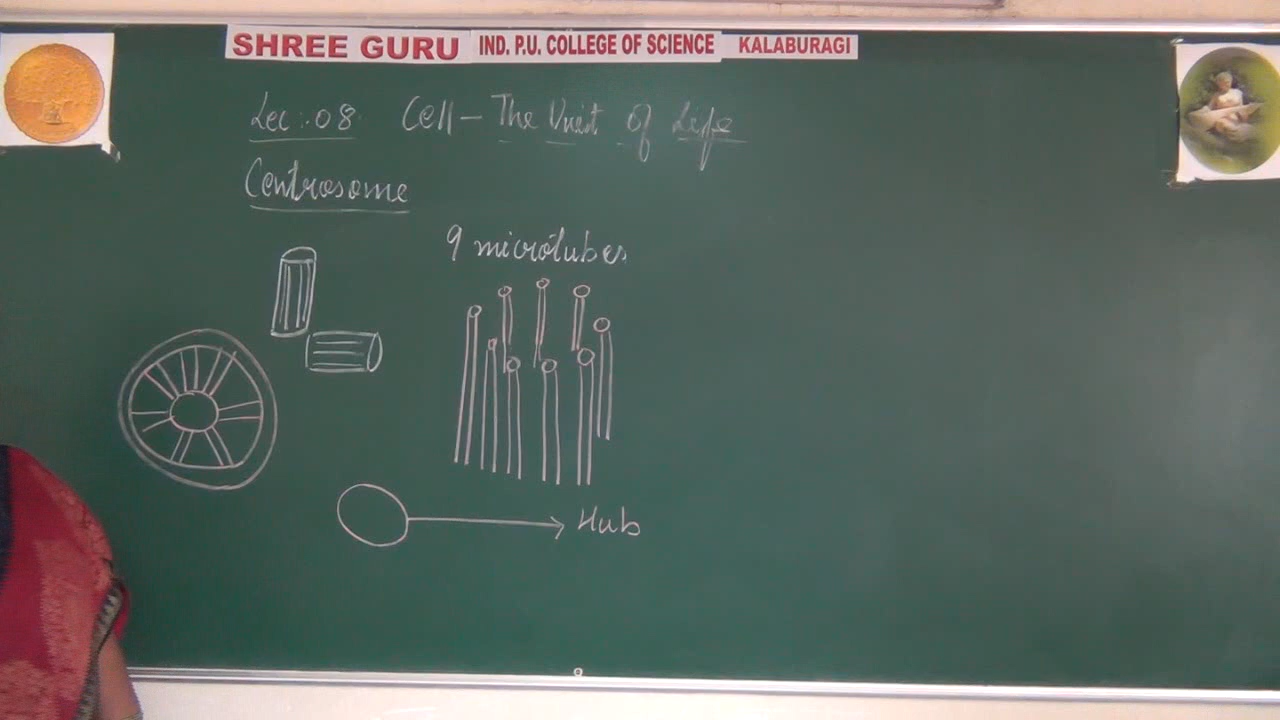 SHREE GURU IND. P.U. COLLEGE OF SCIENCE KALABURAGI
Lec:-08 Cell - The Unit of Life
Centrosome
9 microtubes
Hub